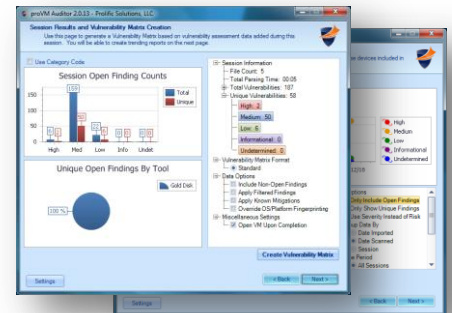 proVM Auditor 2.0.13 - Prolific Solutions, LLC
Session Results and Vulnerability Matrix Creation
Use this page to generate a Vulnerability Matrix based on vulnerability assessment data added during this
session. You will be able to create trending reports on the next page.
Use Category Code
Session Open Finding Counts
150
100
50
0
159
50
Total
Unique
High
Med
Low
Info
Undet
Unique Open Findings By Tool
100 %
Gold Disk
Session Information
File Count: 5
Total Parsing Time: 00:05
Total Vulnerabilities: 187
Unique Vulnerabilities: 58
High: 2
Medium: 50
Low: 6
Informational: 0
Undetermined: 0
Vulnerability Matrix Format
Standard
Data Options
Include Non-Open Findings
Apply Filtered Findings
Apply Known Mitigations
Override OS/Platform Fingerprinting
Miscellaneous Settings
Open VM Upon Completion
Create Vulnerability Matrix
Settings
< Back
Next >
devices included in
High
Medium
Low
Informational
Undetermined
Only Include Open Findings
Only Show Unique Findings
Use Severity Instead of Risk
Data By
Date Imported
Date Scanned
Session
Period
All Sessions
Settings
< Back
Next >